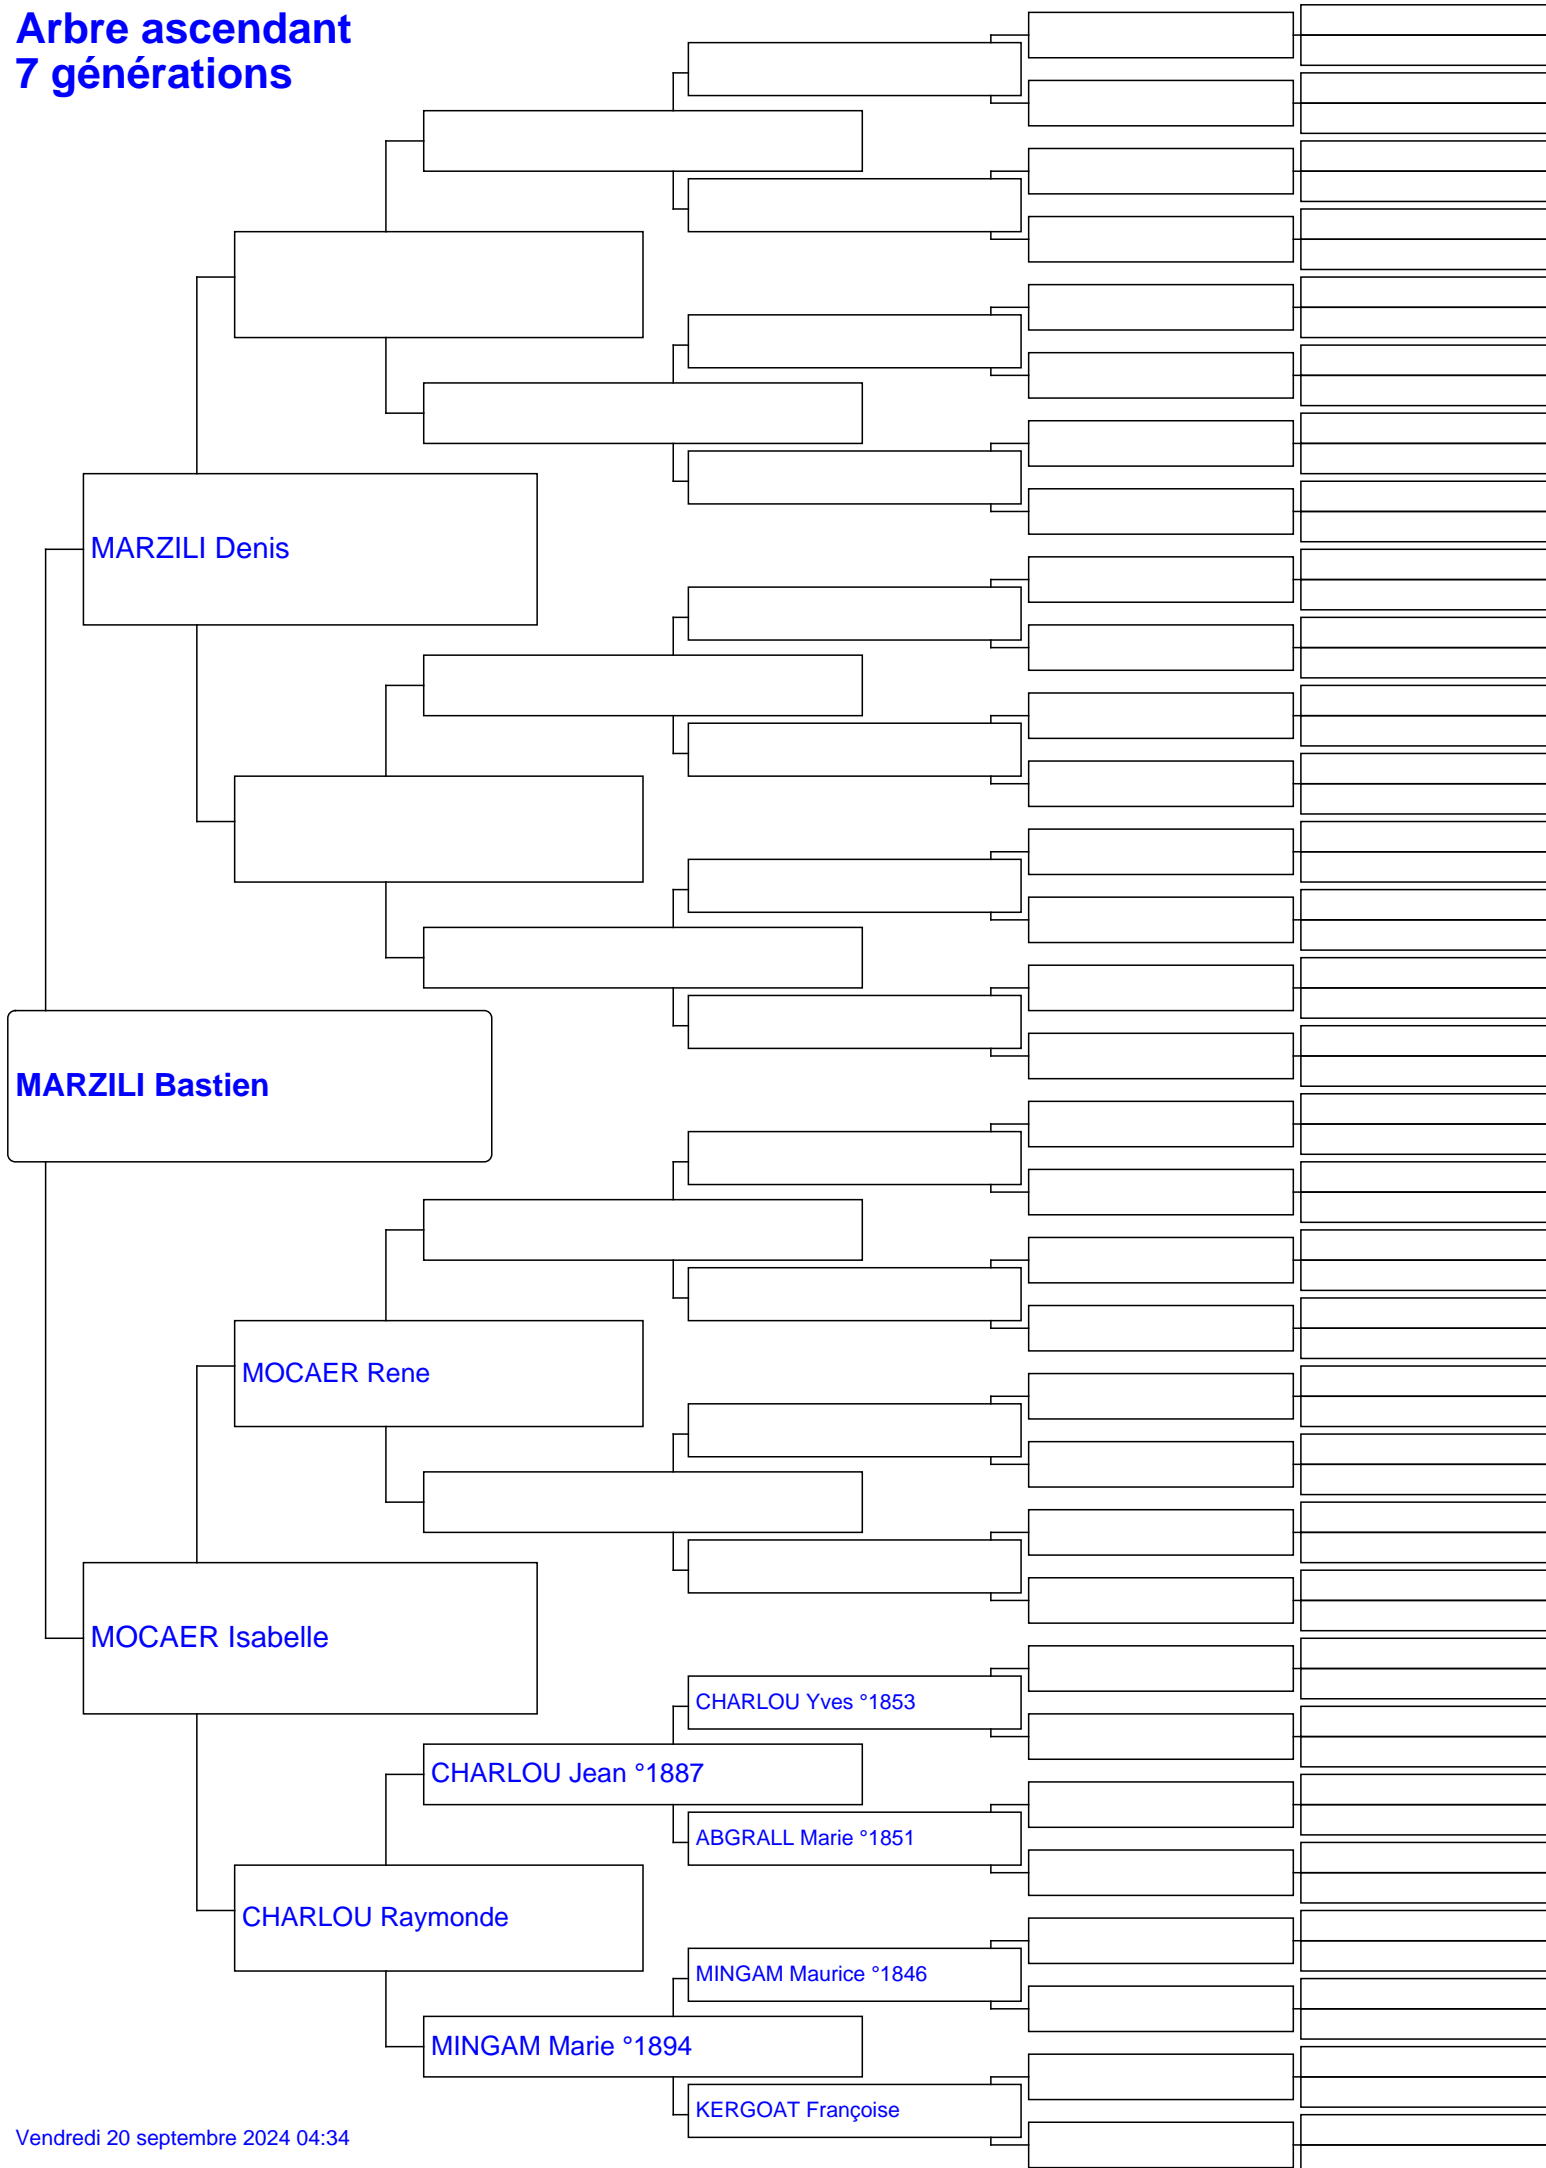 Arbre ascendant
7 générations
MARZILI Denis
MARZILI Bastien
MOCAER Rene
MOCAER Isabelle
CHARLOU Yves °1853
CHARLOU Jean °1887
ABGRALL Marie °1851
CHARLOU Raymonde
MINGAM Maurice °1846
MINGAM Marie °1894
KERGOAT Françoise
Vendredi 20 septembre 2024 04:34